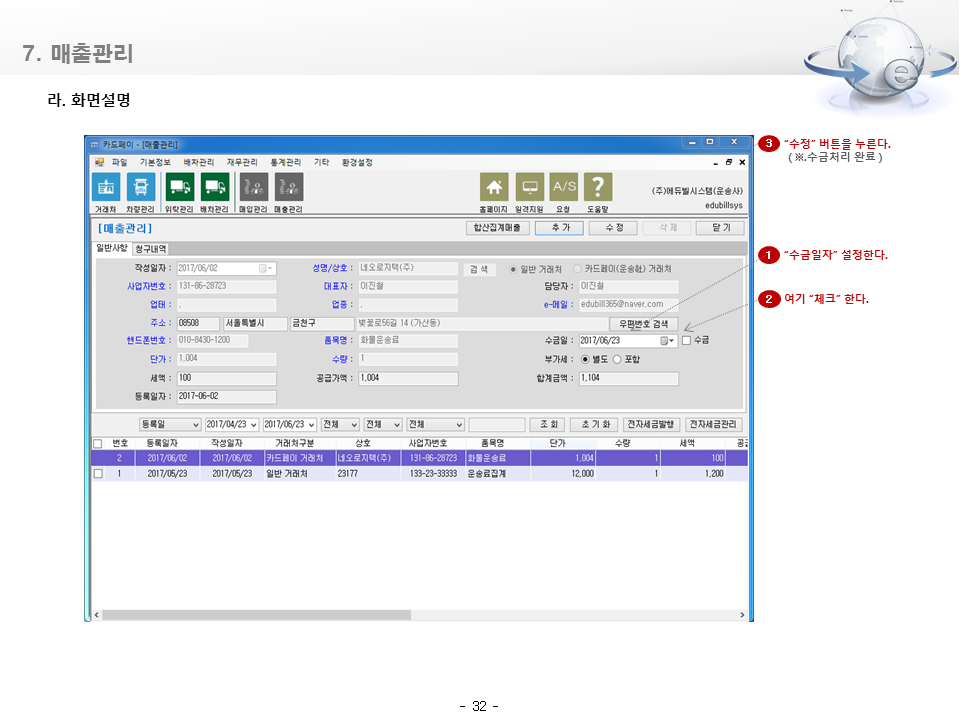 7. 매출관리
라. 화면설명
카드페이 - [매출관리]
파일 기본정보 배차관리 재무관리 통계관리 기타 환경설정
거래처 차량관리 위탁관리 배차관리 매입관리 매출관리 홈페이지 원격지원 요청 도움말
A/S
(주)에듀빌시스템(운송사)
edubillsys
[매출관리] 합산집계매출 추 가 수 정 삭 제 닫 기
일반사항 청구내역
작성일자 : 2017/06/02 성명/상호 : 네오로지텍(주) 검 색 일반 거래처 카드페이(운송료) 거래처
사업자번호 : 131-86-28723 대표자 : 이진철 담당자 : 이진철
업태 : . 업종 : . e-메일 : edubill365@naver.com
주소 : 08508 서울특별시 금천구 벚꽃로56길 14 (가산동) 우편번호 검색
핸드폰번호 : 010-8430-1200 품목명 : 화물운송료 수금일 : 2017/06/23 수금
단가 : 1,004 수량 : 1 부가세 : 별도 포함
세액 : 100 공급가액 : 1,004 합계금액 : 1,104
등록일자 : 2017-06-02
등록일 2017/04/23 2017/06/23 전체 전체 전체 조 회 초 기 화 전자세금발행 전자세금관리
번호 등록일자 작성일자 거래처구분 상호 사업자번호 품목명 단가 수량 세액 공급
2 2017/06/02 2017/06/02 카드페이 거래처 네오로지텍(주) 131-86-28723 화물운송료 1,004 1 100
1 2017/05/23 2017/05/23 일반 거래처 23177 133-23-33333 운송료집계 12,000 1 1,200
3 "수정" 버튼을 누른다.
(※.수금처리 완료)
1 "수금일자" 설정한다.
2 여기 "체크" 한다.
- 32 -